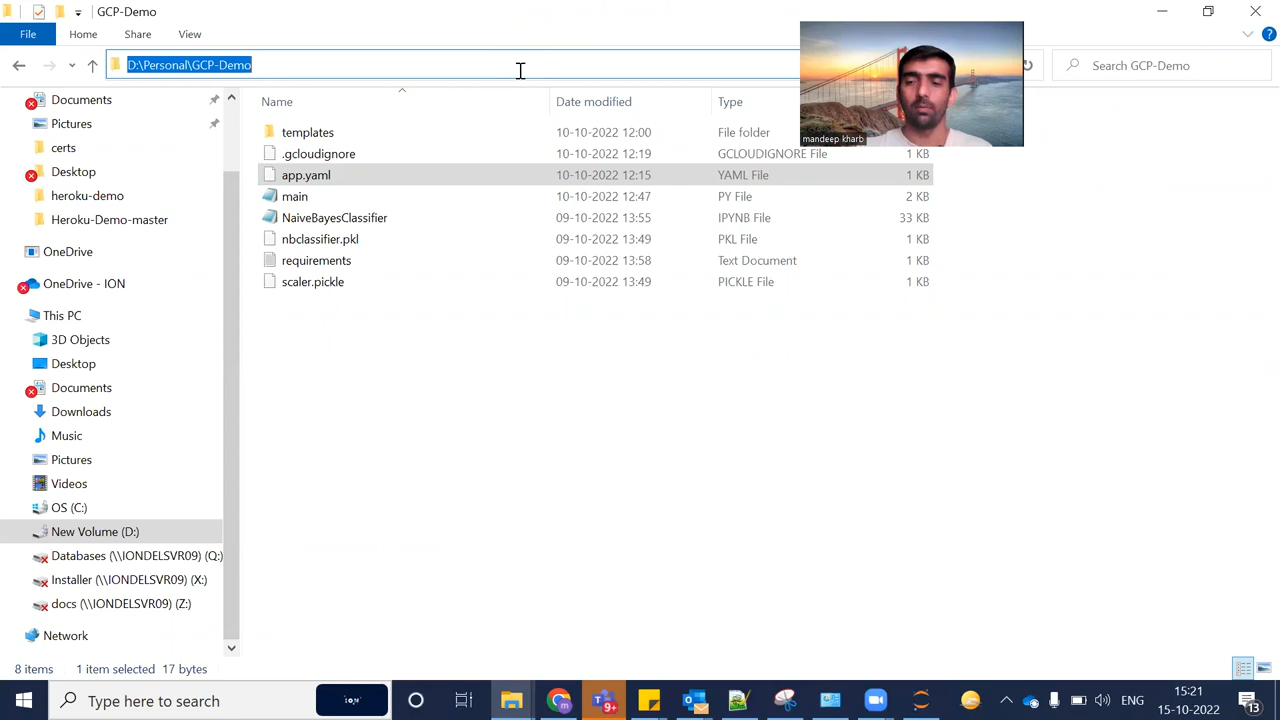 GCP-Demo
File
Home
Share
View
D:\Personal\GCP-Demo
Search GCP-Demo
mandeep kharb
Documents
Pictures
certs
Desktop
heroku-demo
Heroku-Demo-master
OneDrive
OneDrive - ION
This PC
3D Objects
Desktop
Documents
Downloads
Music
Pictures
Videos
OS (C:)
New Volume (D:)
Databases (\\IONDELSVR09) (Q:)
Installer (\\IONDELSVR09) (X:)
docs (\\IONDELSVR09) (Z:)
Network
Name Date modified Type
templates 10-10-2022 12:00 File folder
.gcloudignore 10-10-2022 12:19 GCLOUDIGNORE File 1 KB
app.yaml 10-10-2022 12:15 YAML File 1 KB
main 10-10-2022 12:47 PY File 2 KB
NaiveBayesClassifier 09-10-2022 13:55 IPYNB File 33 KB
nbclassifier.pkl 09-10-2022 13:49 PKL File 1 KB
requirements 09-10-2022 13:58 Text Document 1 KB
scaler.pickle 09-10-2022 13:49 PICKLE File 1 KB
8 items 1 item selected 17 bytes
Type here to search
ION
9+
ENG
15:21
15-10-2022
13